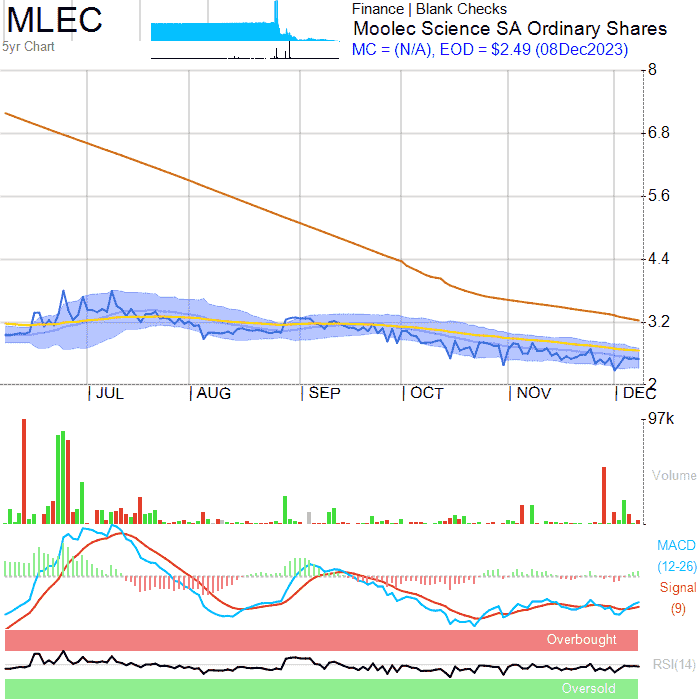 MLEC
5yr Chart
Finance | Blank Checks
Moolec Science SA Ordinary Shares
MC = (N/A), EOD = $2.49 (08Dec2023)
8
6.8
5.6
4.4
3.2
2
JUL AUG SEP OCT NOV DEC
97k
Volume
MACD
(12-26)
Signal
(9)
Overbought
RSI(14)
Oversold